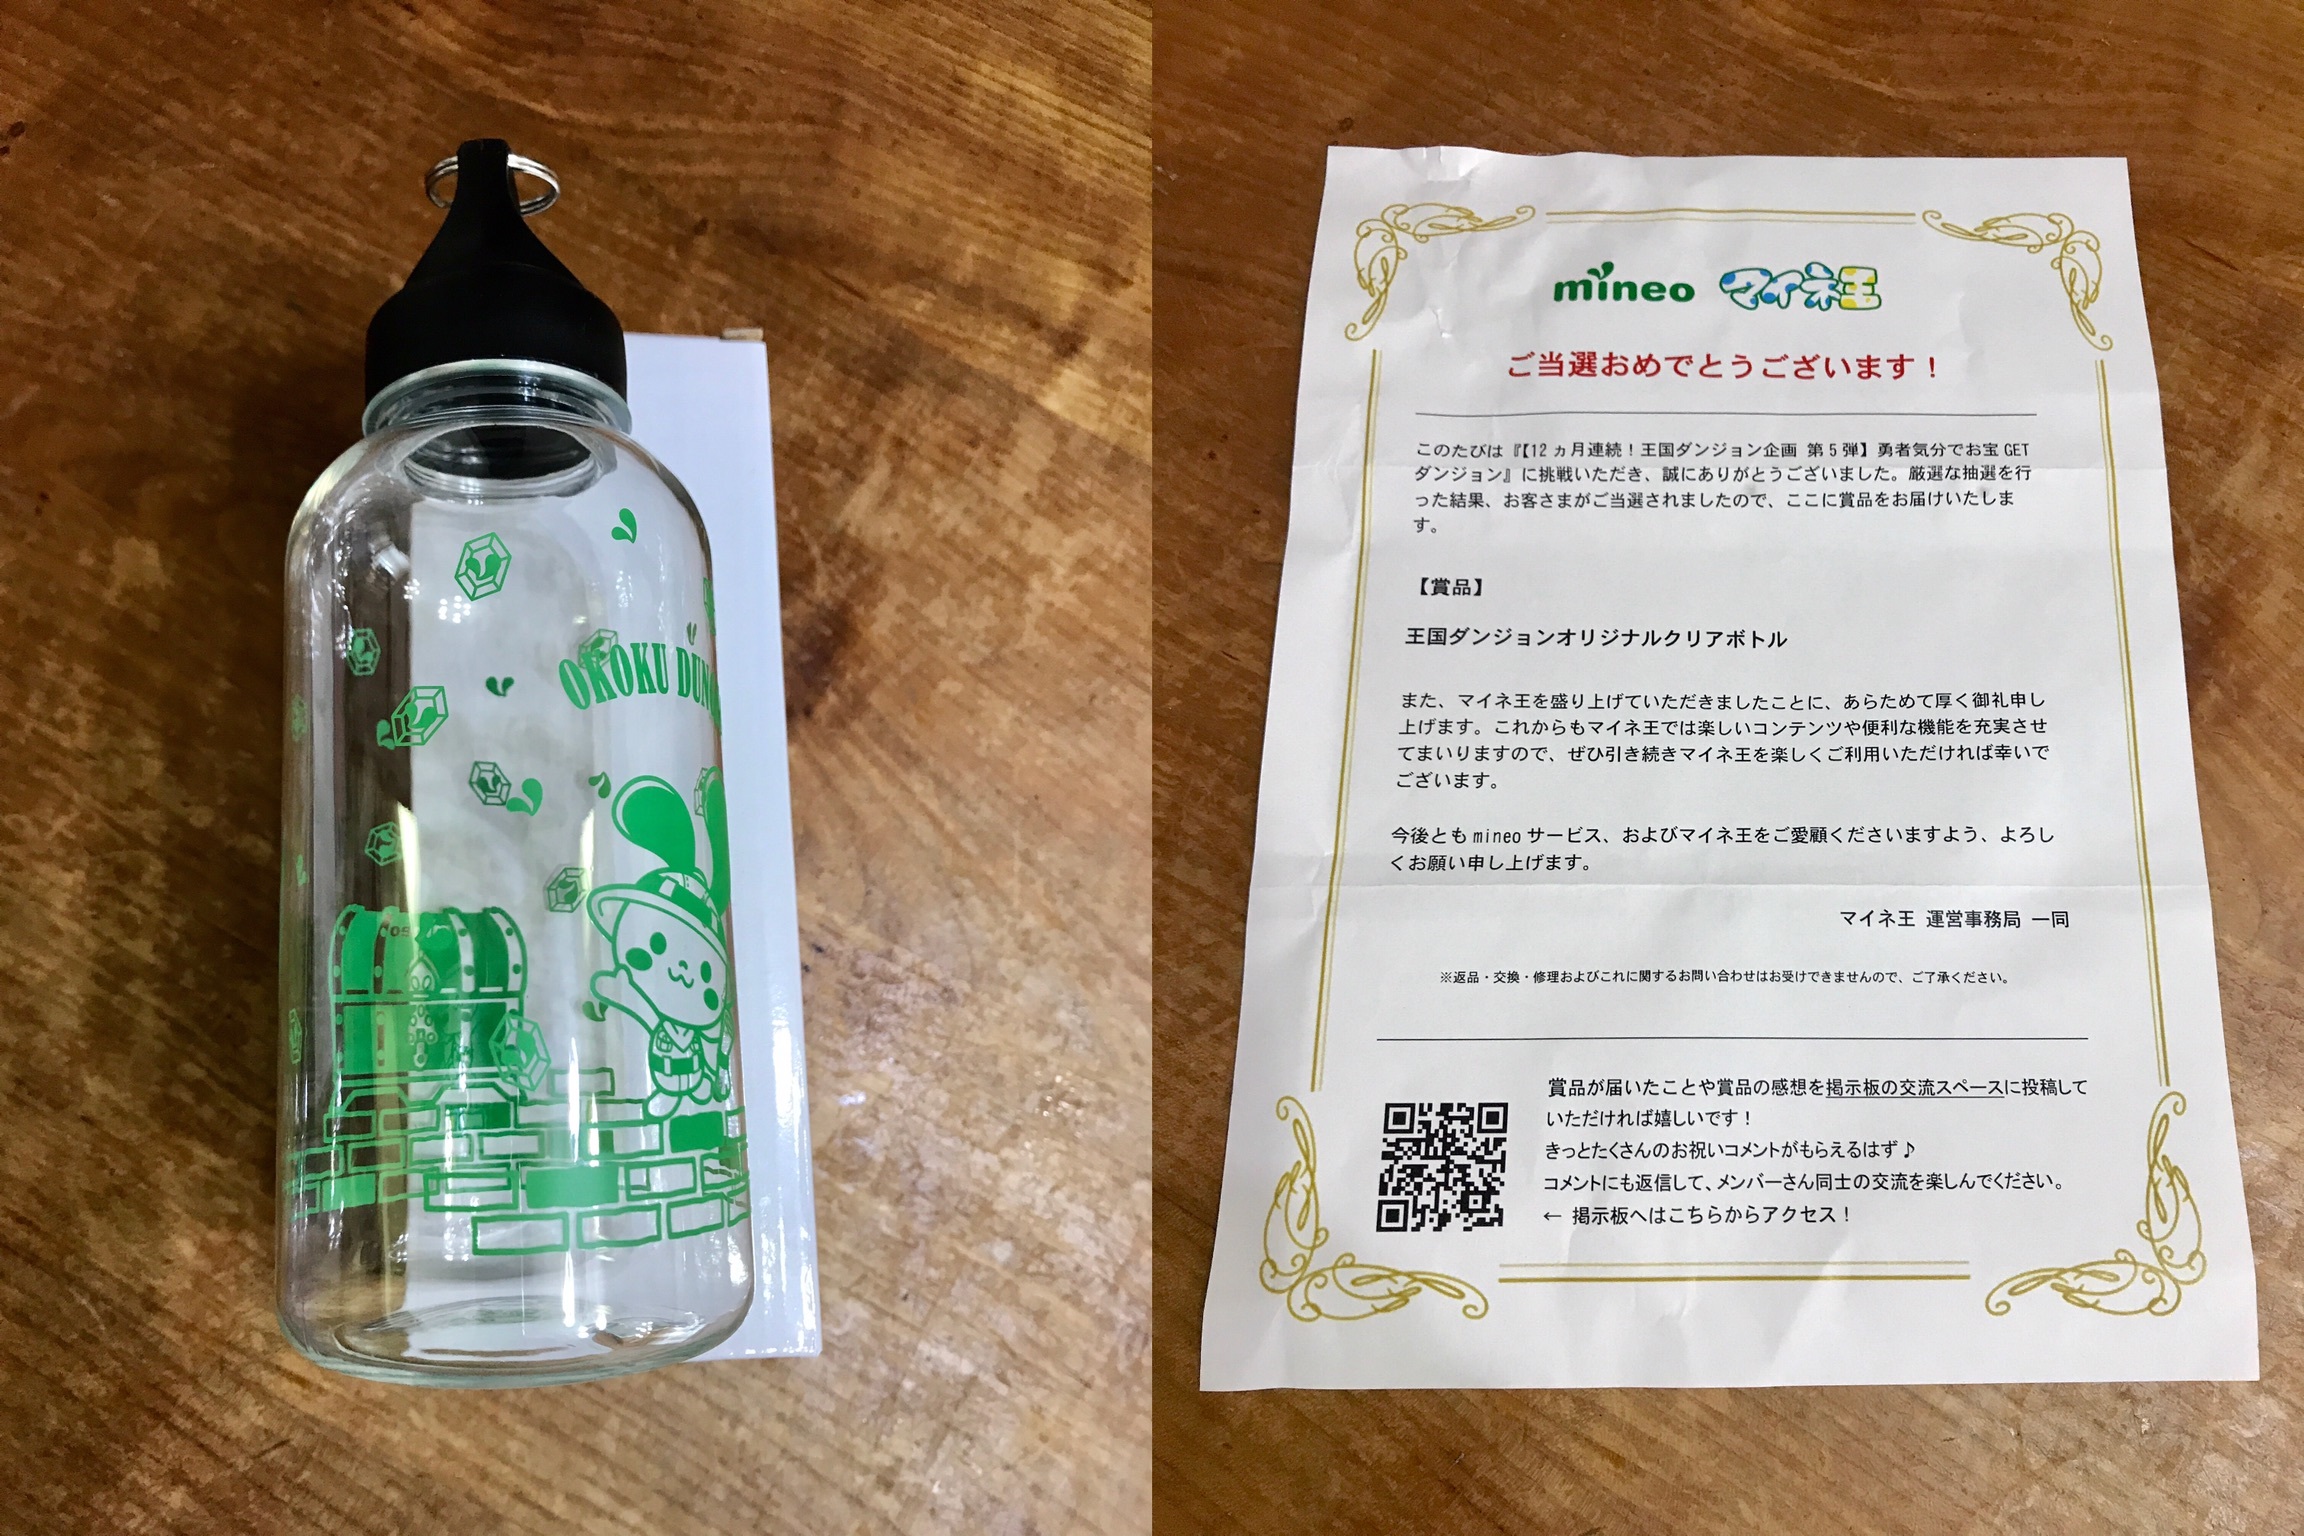 OKOKU DUN
mineo マイネ王
ご当選おめでとうございます！
このたびは『【12ヵ月連続！王国ダンジョン企画 第5弾】勇者気分でお宝GET
ダンジョン』に挑戦いただき、誠にありがとうございました。厳選な抽選を行
った結果、お客さまがご当選されましたので、ここに賞品をお届けいたしま
す。
【賞品】
王国ダンジョンオリジナルクリアボトル
また、マイネ王を盛り上げていただきましたことに、あらためて厚く御礼申し
上げます。これからもマイネ王では楽しいコンテンツや便利な機能を充実させ
てまいりますので、ぜひ引き続きマイネ王を楽しくご利用いただければ幸いで
ございます。
今後とも mineo サービス、およびマイネ王をご愛顧くださいますよう、よろし
くお願い申し上げます。
マイネ王 運営事務局 一同
※返品・交換・修理およびこれに関するお問い合わせはお受けできませんので、ご了承ください。
賞品が届いたことや賞品の感想を掲示板の交流スペースに投稿して
いただければ嬉しいです！
きっとたくさんのお祝いコメントがもらえるはず♪
コメントにも返信して、メンバーさん同士の交流を楽しんでください。
← 掲示板へはこちらからアクセス！